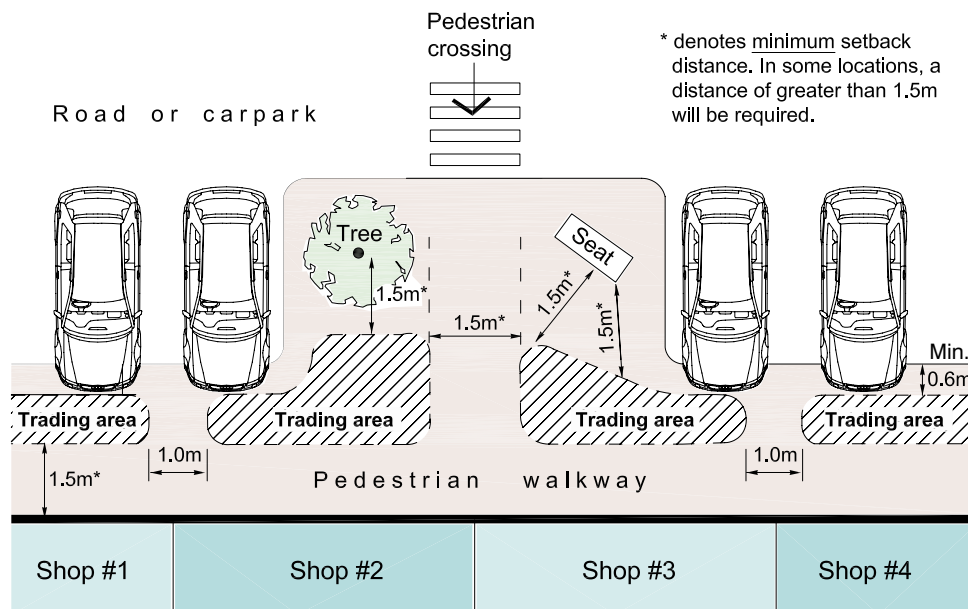 Pedestrian
crossing
* denotes minimum setback
distance. In some locations, a
distance of greater than 1.5m
will be required.
Road or carpark
Tree
Seat
1.5m*
1.5m*
1.5m*
1.5m*
Min.
0.6m
Trading area
Trading area
Trading area
Trading area
1.0m
1.0m
1.5m*
Pedestrian walkway
Shop #1
Shop #2
Shop #3
Shop #4